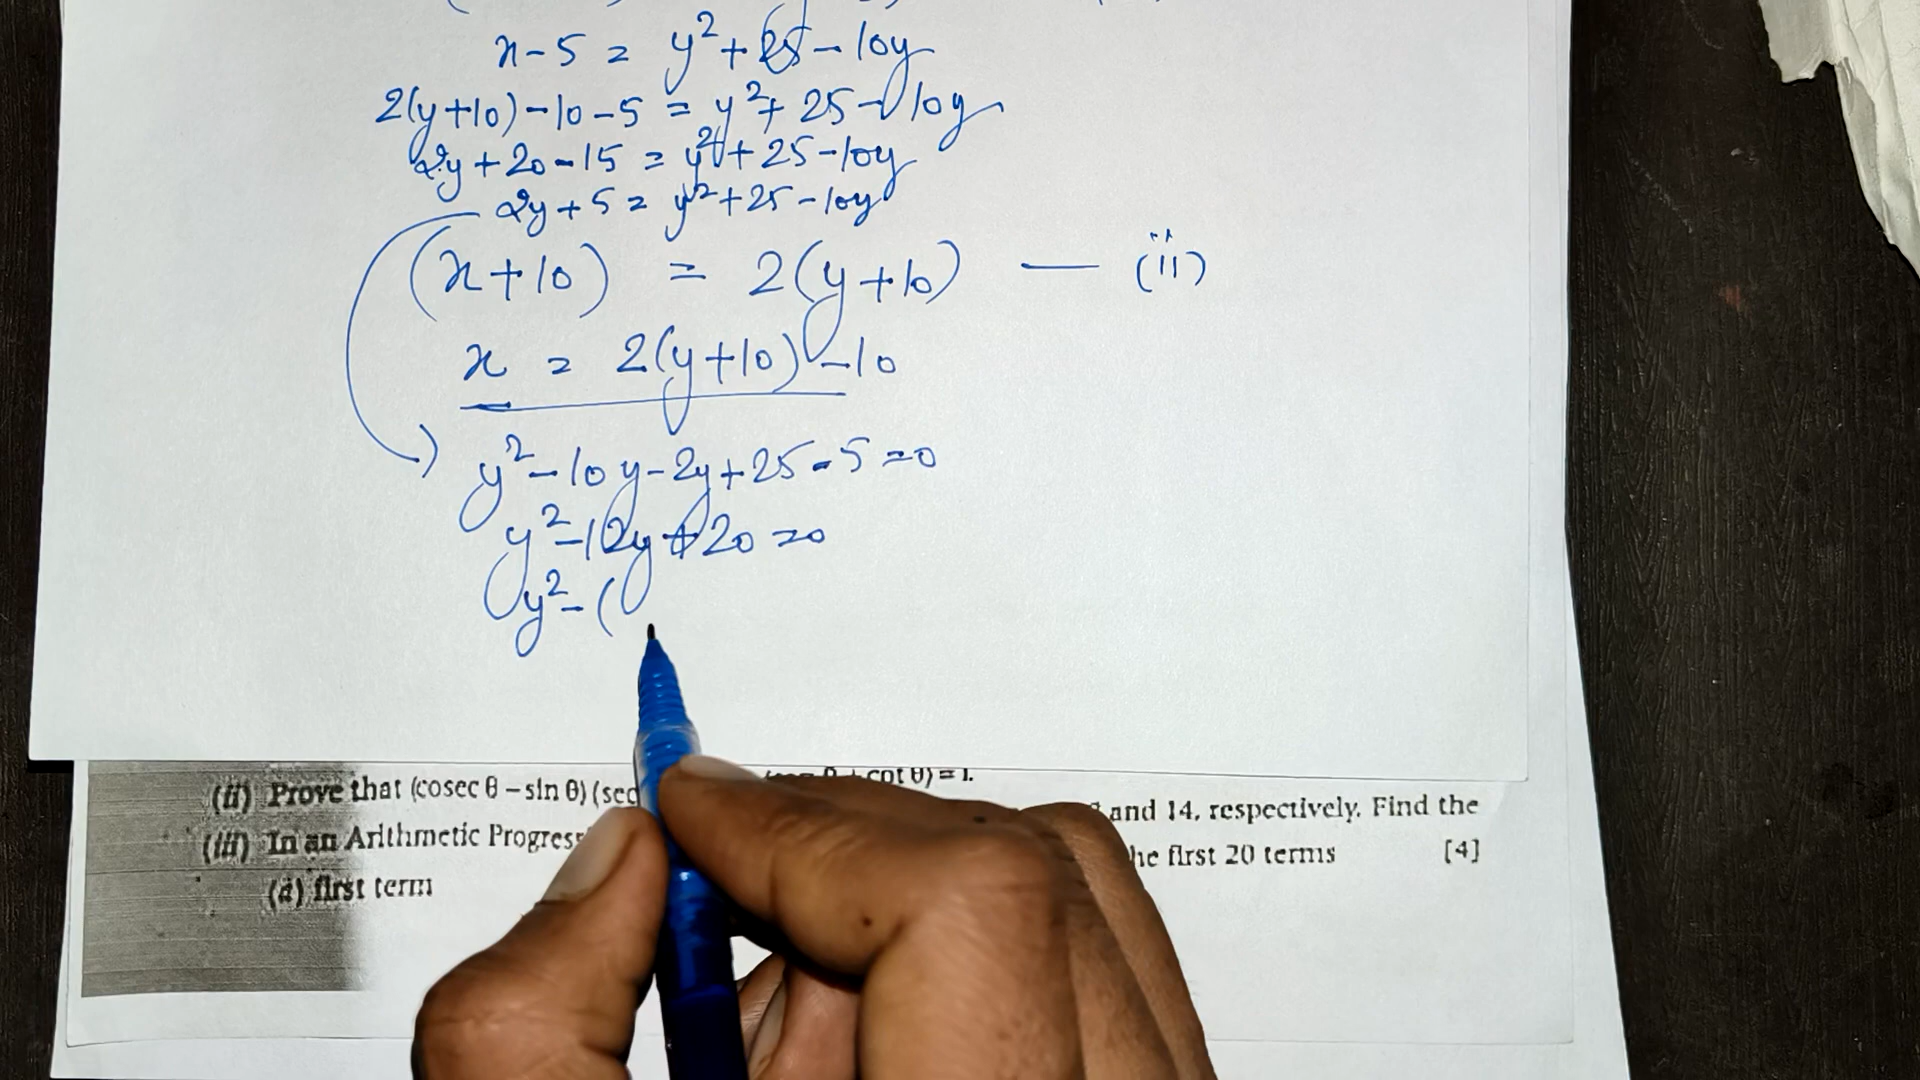 x - 5 = y² + 25 - 10y
2(y+10) - 10 - 5 = y² + 25 - 10y
2y + 20 - 15 = y² + 25 - 10y
2y + 5 = y² + 25 - 10y
(x+10) = 2(y+10) — (ii)
x = 2(y+10) - 10
y² - 10y - 2y + 25 - 5 = 0
y² - 12y + 20 = 0
y² - (
(ii) Prove that (cosec θ – sin θ) (sec cot θ) = 1.
(iii) In an Arithmetic Progress and 14, respectively. Find the
(a) first term he first 20 terms [4]